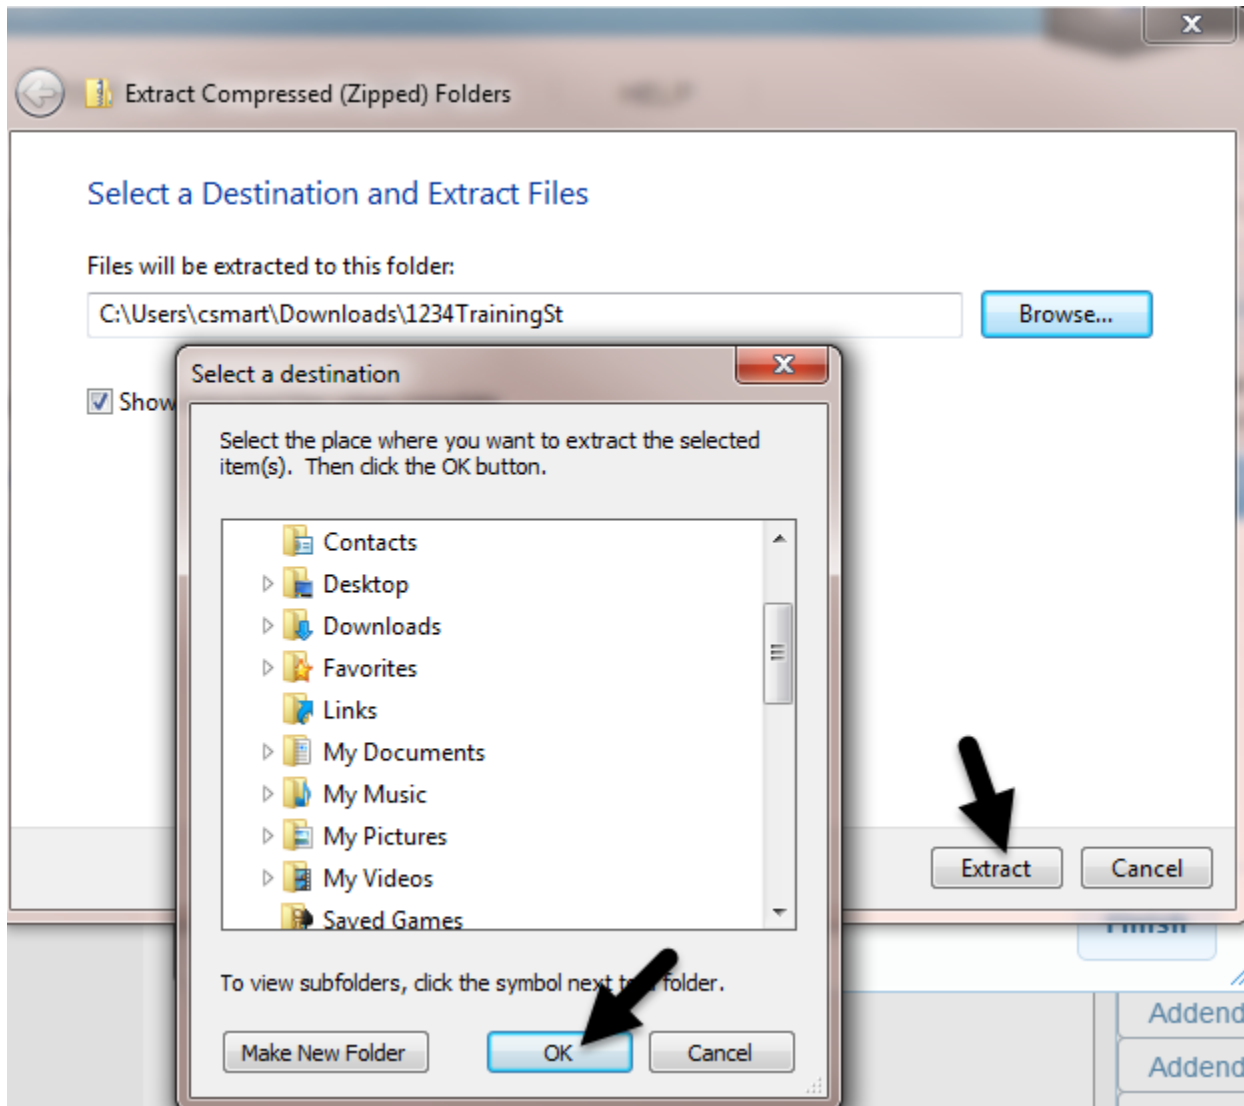 Extract Compressed (Zipped) Folders
HELP
Select a Destination and Extract Files
Files will be extracted to this folder:
C:\Users\csmart\Downloads\1234TrainingSt
Browse...
Show
Select a destination
Select the place where you want to extract the selected
item(s). Then click the OK button.
Contacts
Desktop
Downloads
Favorites
Links
My Documents
My Music
My Pictures
My Videos
Saved Games
To view subfolders, click the symbol next to folder.
Make New Folder
OK
Cancel
Extract
Cancel
Finish
Addend
Addend